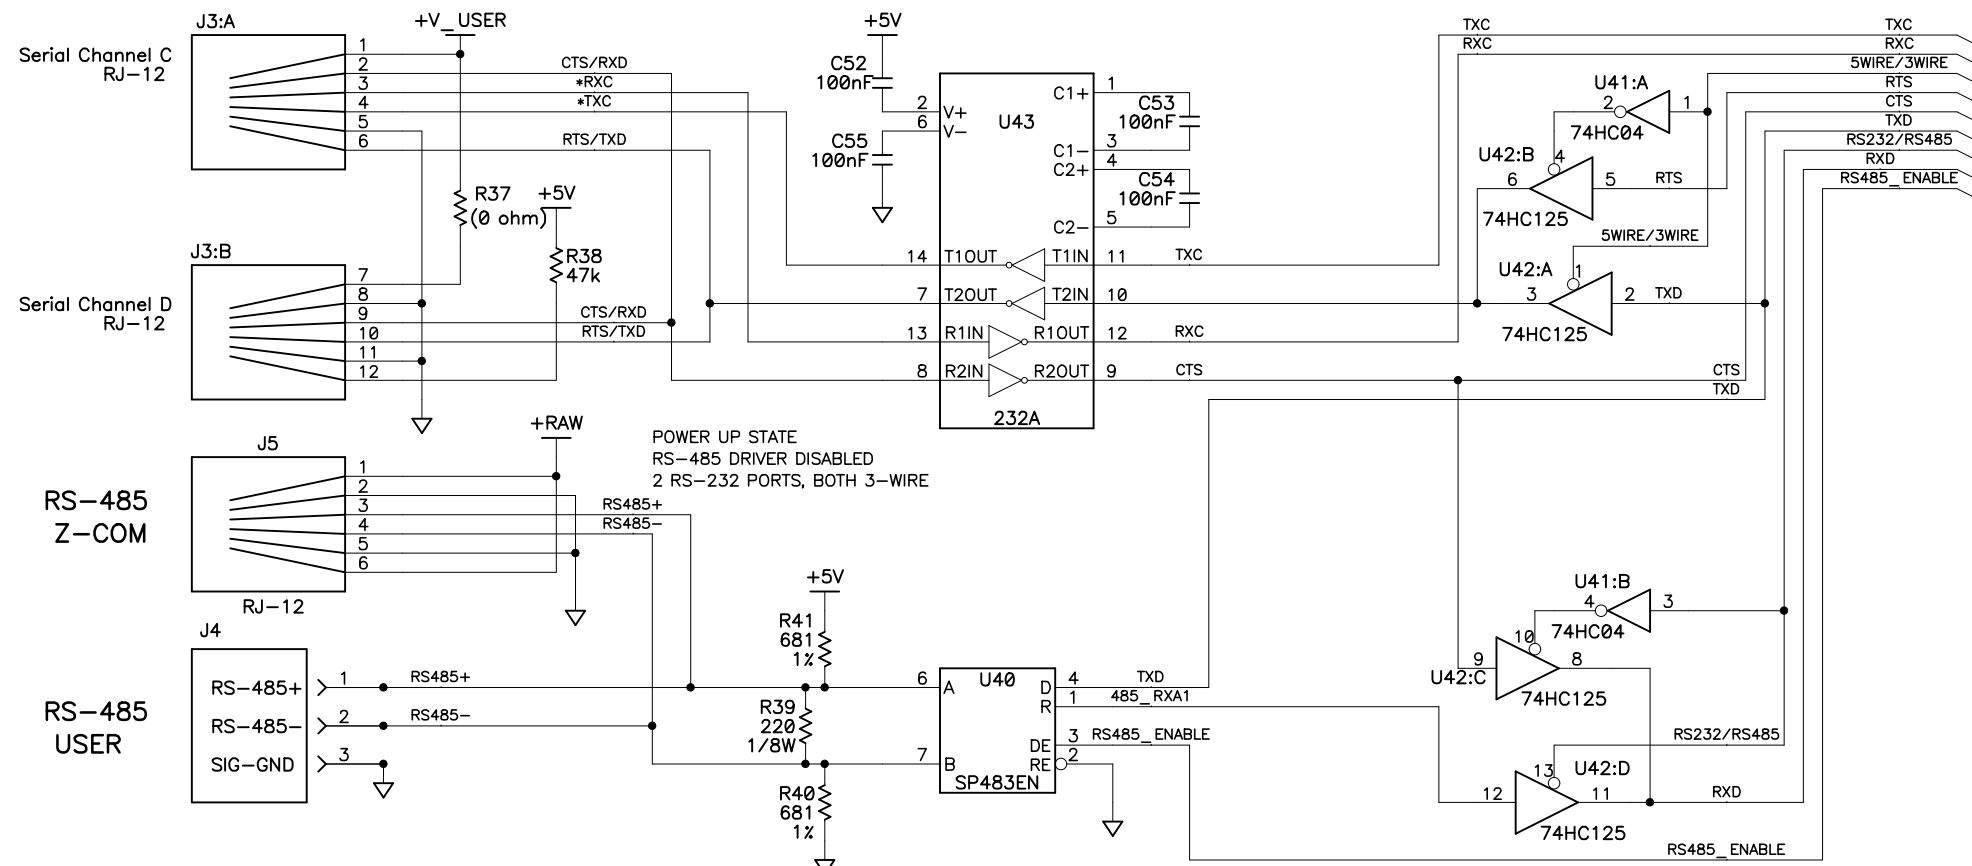 J3:A
Serial Channel C
RJ-12
1
2
3
4
5
6
+V_USER
CTS/RXD
*RXC
*TXC
RTS/TXD
R37
(0 ohm)
+5V
R38
47k
J3:B
Serial Channel D
RJ-12
7
8
9
10
11
12
CTS/RXD
RTS/TXD
+5V
C52
100nF
C55
100nF
2
6
V+
V-
U43
C1+
C1-
C2+
C2-
1
3
4
5
C53
100nF
C54
100nF
14
T1OUT
T1IN
11
TXC
7
T2OUT
T2IN
10
13
R1IN
R1OUT
12
RXC
8
R2IN
R2OUT
9
CTS
232A
TXC
RXC
TXC
RXC
5WIRE/3WIRE
RTS
CTS
TXD
RS232/RS485
RXD
RS485_ENABLE
U41:A
2
1
74HC04
U42:B
4
6
5
RTS
74HC125
5WIRE/3WIRE
U42:A
1
3
2
TXD
74HC125
CTS
TXD
J5
RS-485
Z-COM
1
2
3
4
5
6
RJ-12
+RAW
RS485+
RS485-
POWER UP STATE
RS-485 DRIVER DISABLED
2 RS-232 PORTS, BOTH 3-WIRE
J4
RS-485
USER
RS-485+
RS-485-
SIG-GND
1
2
3
RS485+
RS485-
+5V
R41
681
1%
R39
220
1/8W
R40
681
1%
6
7
A
B
U40
D
R
DE
RE
SP483EN
4
1
3
2
TXD
485_RXA1
RS485_ENABLE
U41:B
4
3
74HC04
10
9
8
U42:C
74HC125
RS232/RS485
13
U42:D
12
11
RXD
74HC125
RS485_ENABLE